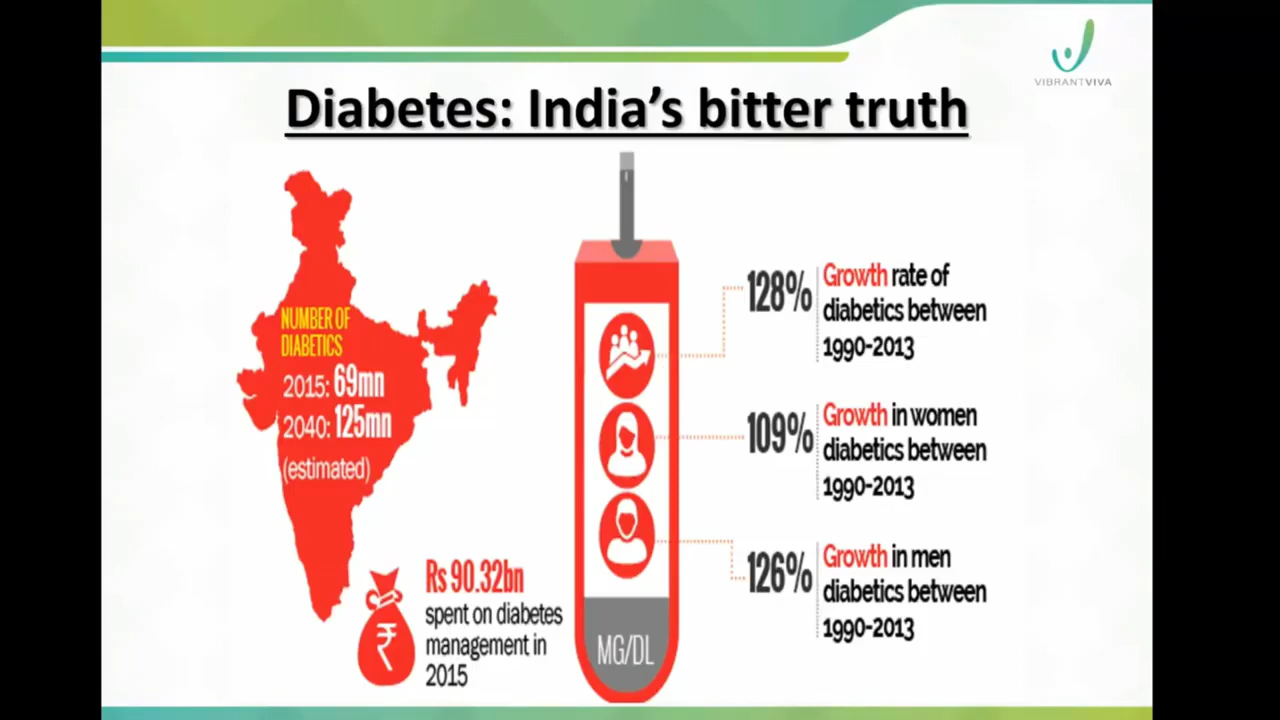 VIBRANTVIVA
Diabetes: India's bitter truth
NUMBER OF
DIABETICS
2015: 69mn
2040: 125mn
(estimated)
Rs 90.32bn
spent on diabetes
management in
2015
₹
MG/DL
128%
Growth rate of
diabetics between
1990-2013
109%
Growth in women
diabetics between
1990-2013
126%
Growth in men
diabetics between
1990-2013